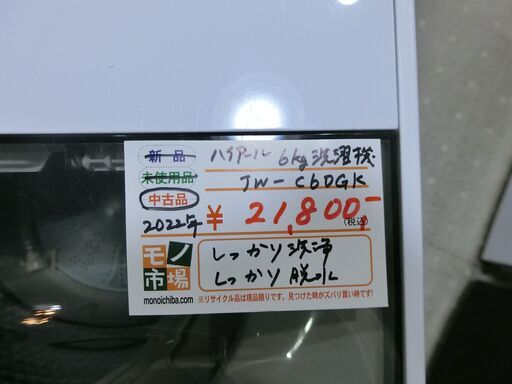 新品 ハイアール 6kg洗濯機
未使用品 JW-C6DGK
中古品
2022年 ¥21,800- (税込)
モノ市場
しっかり洗浄
しっかり脱水
monoichiba.com ※リサイクル品は現品限りです。見つけた時がズバリ買い時です!